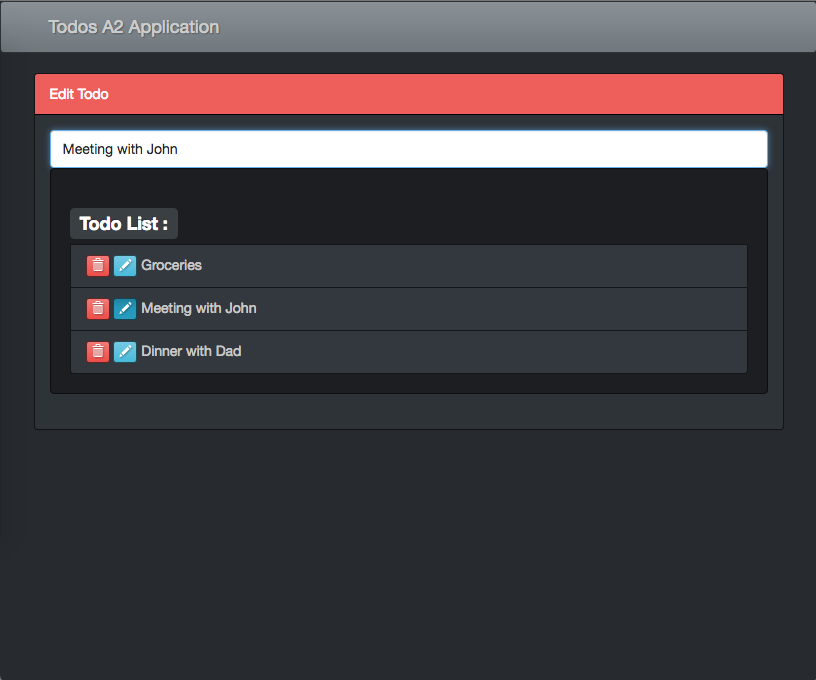 Todos A2 Application
Edit Todo
Meeting with John
Todo List :
Groceries
Meeting with John
Dinner with Dad